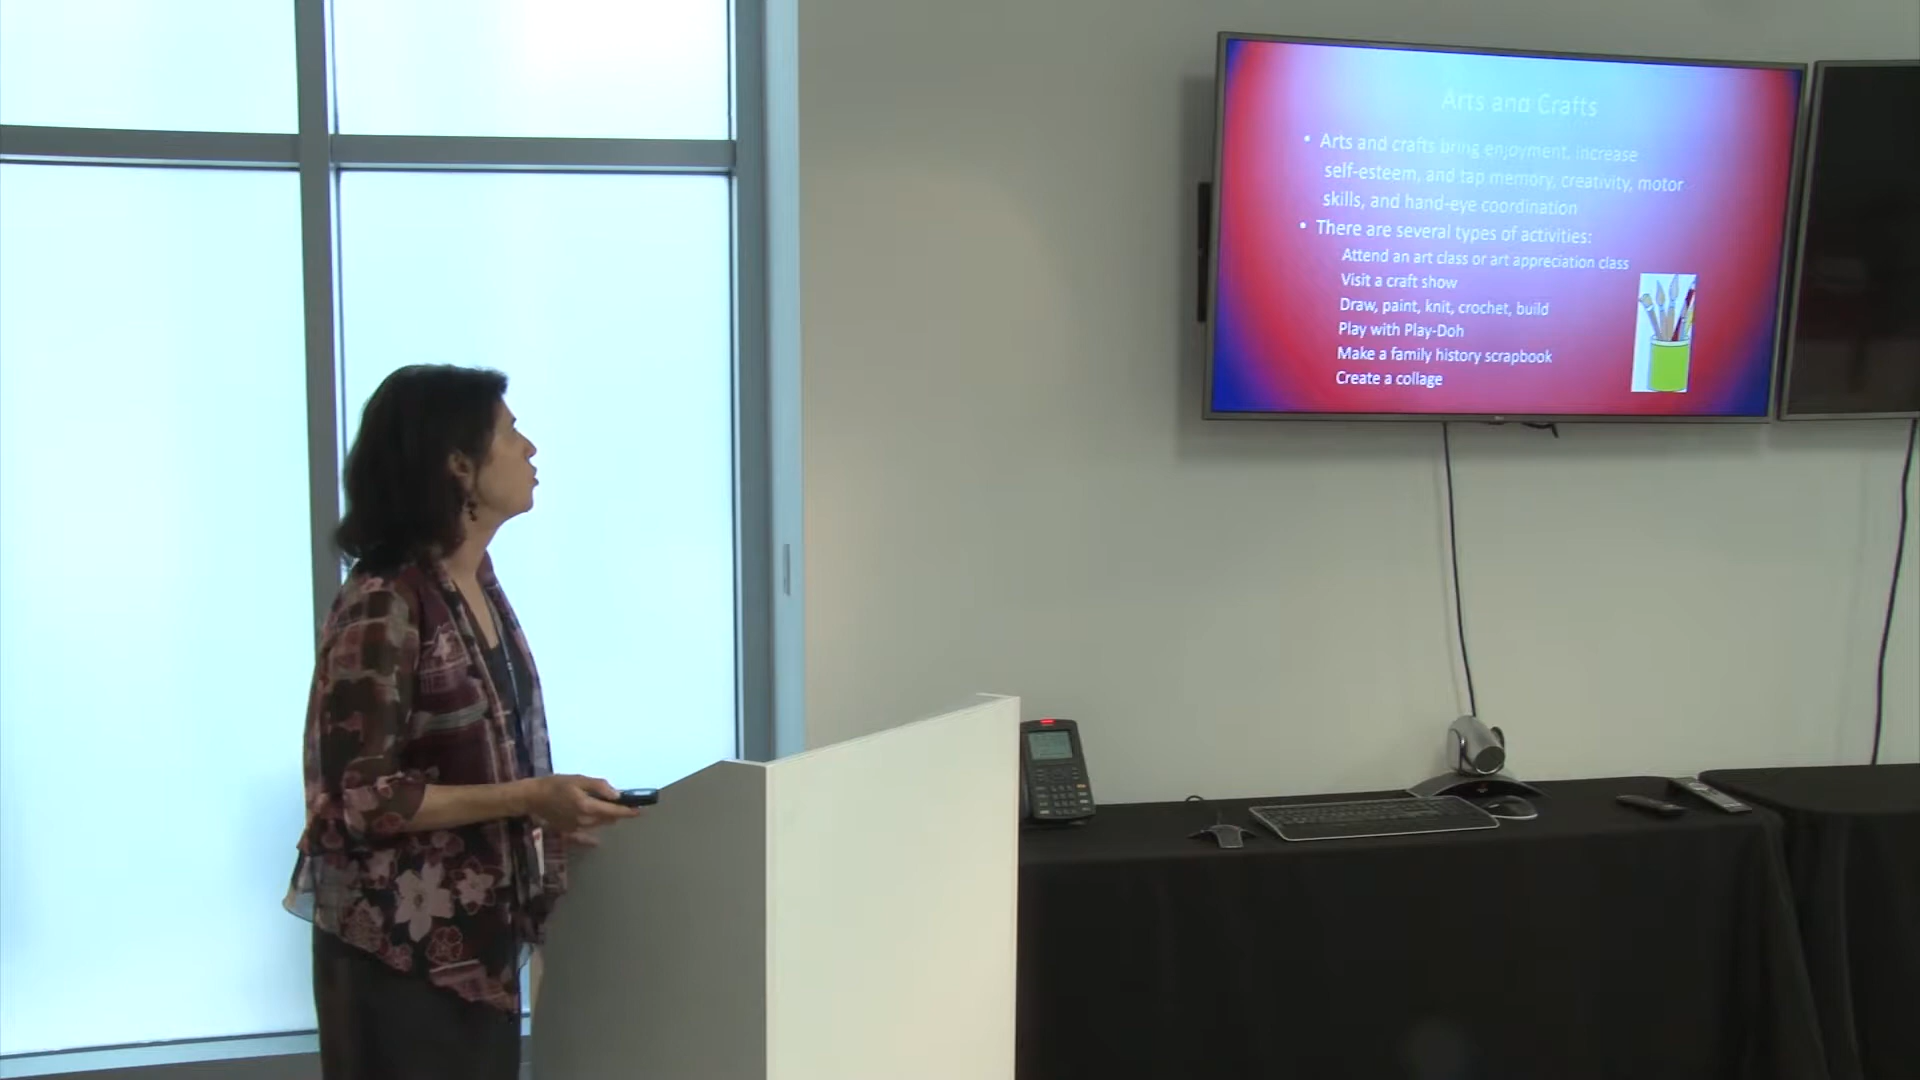 Arts and Crafts
• Arts and crafts bring enjoyment, increase
self-esteem, and tap memory, creativity, motor
skills, and hand-eye coordination
• There are several types of activities:
Attend an art class or art appreciation class
Visit a craft show
Draw, paint, knit, crochet, build
Play with Play-Doh
Make a family history scrapbook
Create a collage